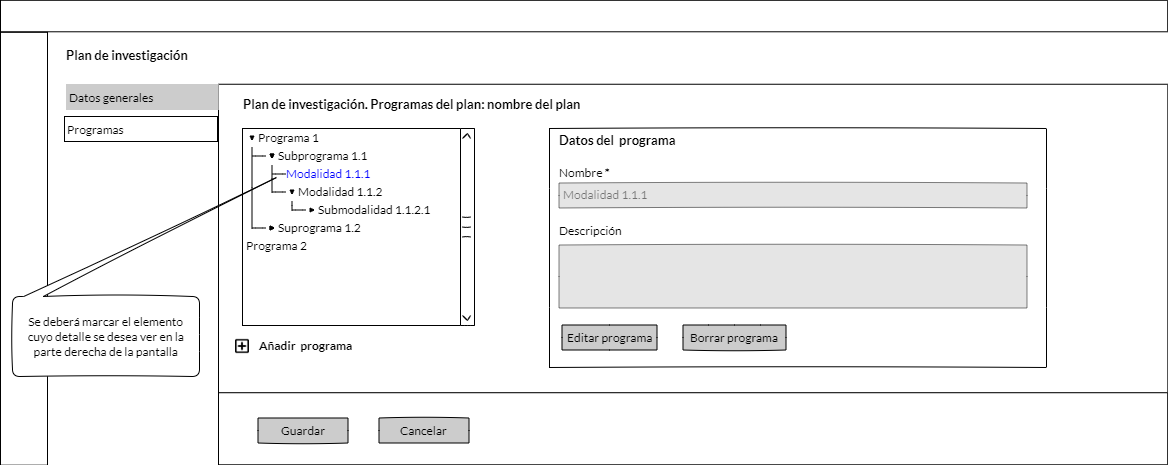 Plan de investigación
Datos generales
Programas
Plan de investigación. Programas del plan: nombre del plan
Programa 1
Subprograma 1.1
Modalidad 1.1.1
Modalidad 1.1.2
Submodalidad 1.1.2.1
Suprograma 1.2
Programa 2
Añadir programa
Datos del programa
Nombre *
Modalidad 1.1.1
Descripción
Editar programa
Borrar programa
Se deberá marcar el elemento
cuyo detalle se desea ver en la
parte derecha de la pantalla
Guardar
Cancelar